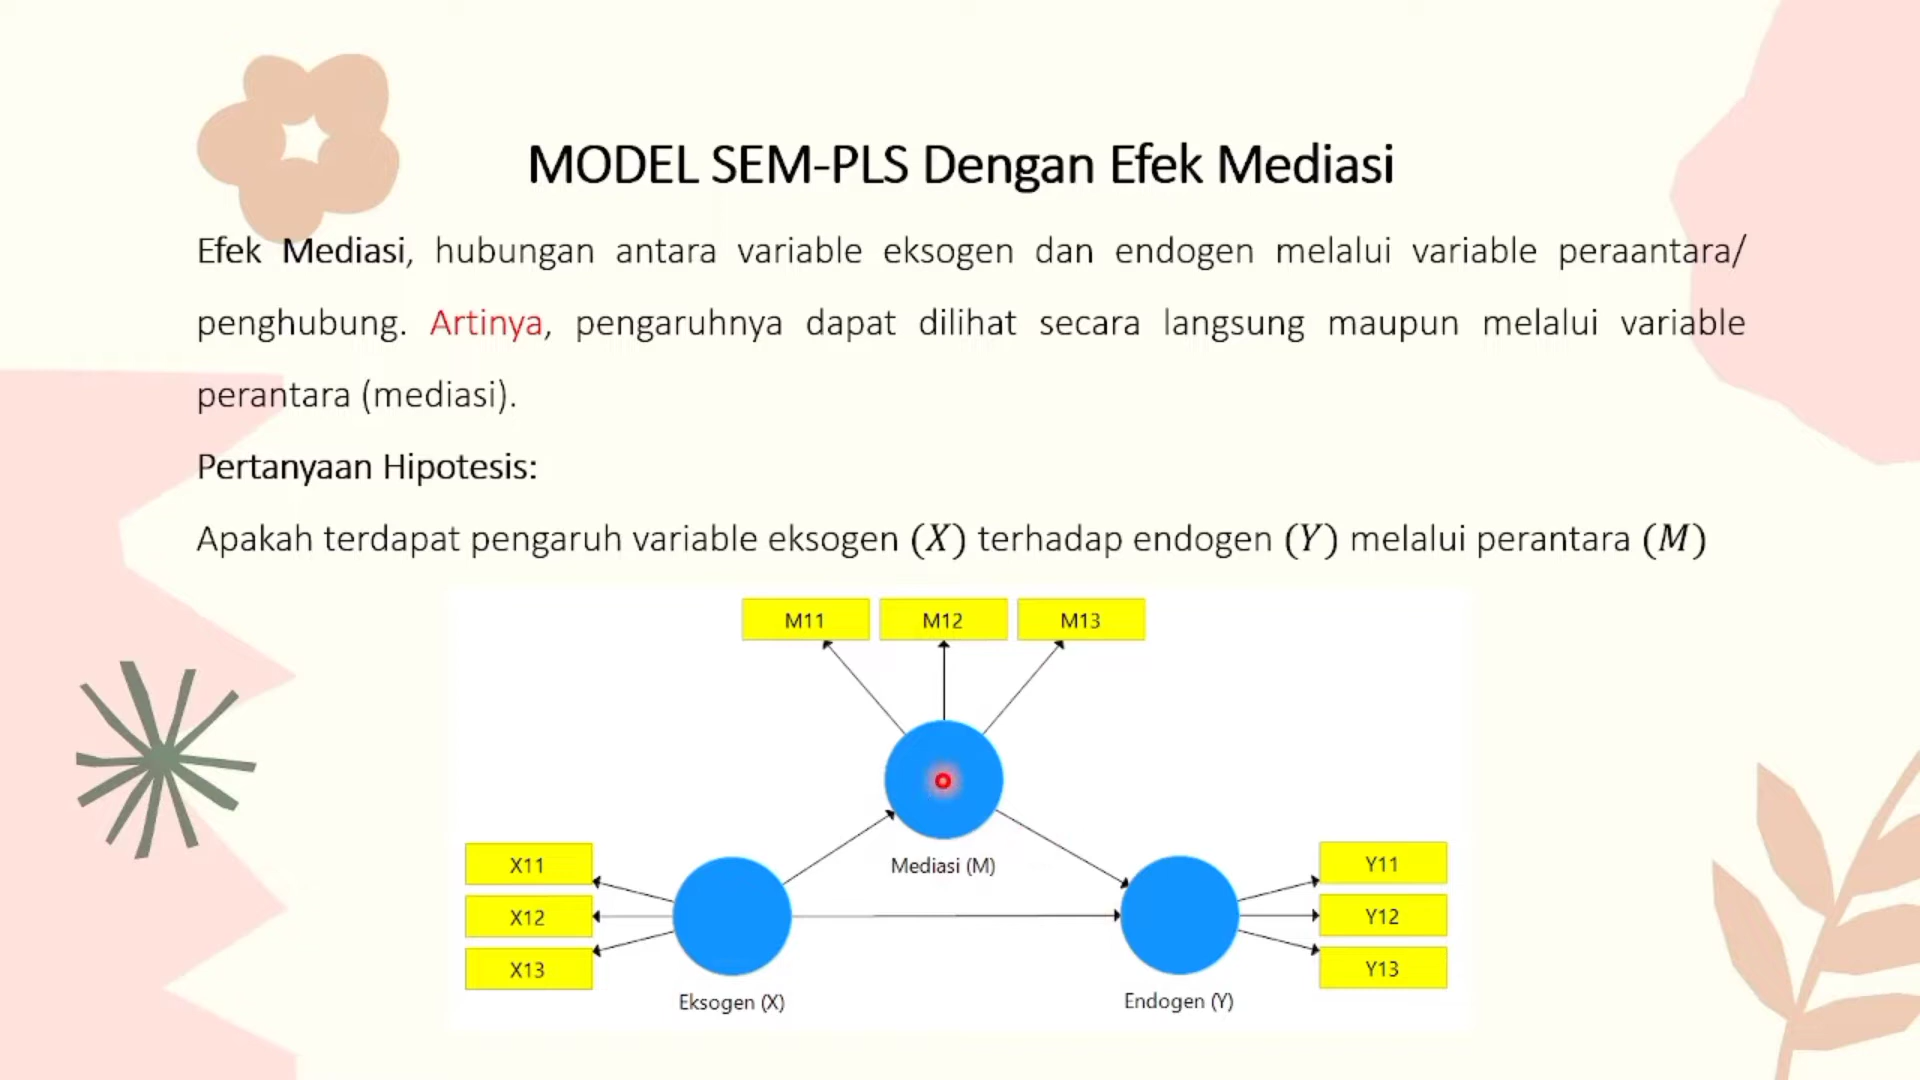 MODEL SEM-PLS Dengan Efek Mediasi
Efek Mediasi, hubungan antara variable eksogen dan endogen melalui variable peraantara/
penghubung. Artinya, pengaruhnya dapat dilihat secara langsung maupun melalui variable
perantara (mediasi).
Pertanyaan Hipotesis:
Apakah terdapat pengaruh variable eksogen (X) terhadap endogen (Y) melalui perantara (M)
M11 M12 M13
Mediasi (M)
X11
X12
X13
Eksogen (X)
Y11
Y12
Y13
Endogen (Y)